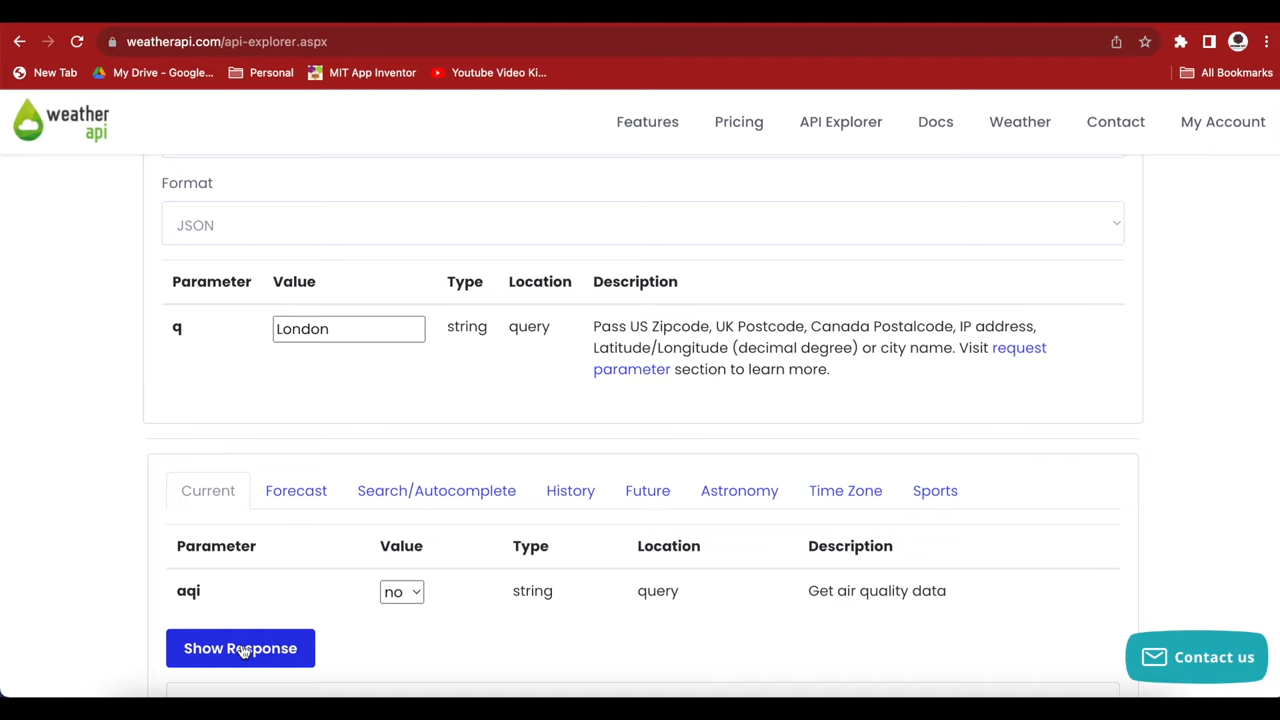 weatherapi.com/api-explorer.aspx
New Tab My Drive - Google... Personal MIT App Inventor Youtube Video Ki... All Bookmarks
weather
api
Features Pricing API Explorer Docs Weather Contact My Account
Format
JSON
Parameter Value Type Location Description
q London string query Pass US Zipcode, UK Postcode, Canada Postalcode, IP address,
Latitude/Longitude (decimal degree) or city name. Visit request
parameter section to learn more.
Current Forecast Search/Autocomplete History Future Astronomy Time Zone Sports
Parameter Value Type Location Description
aqi no string query Get air quality data
Show Response
Contact us